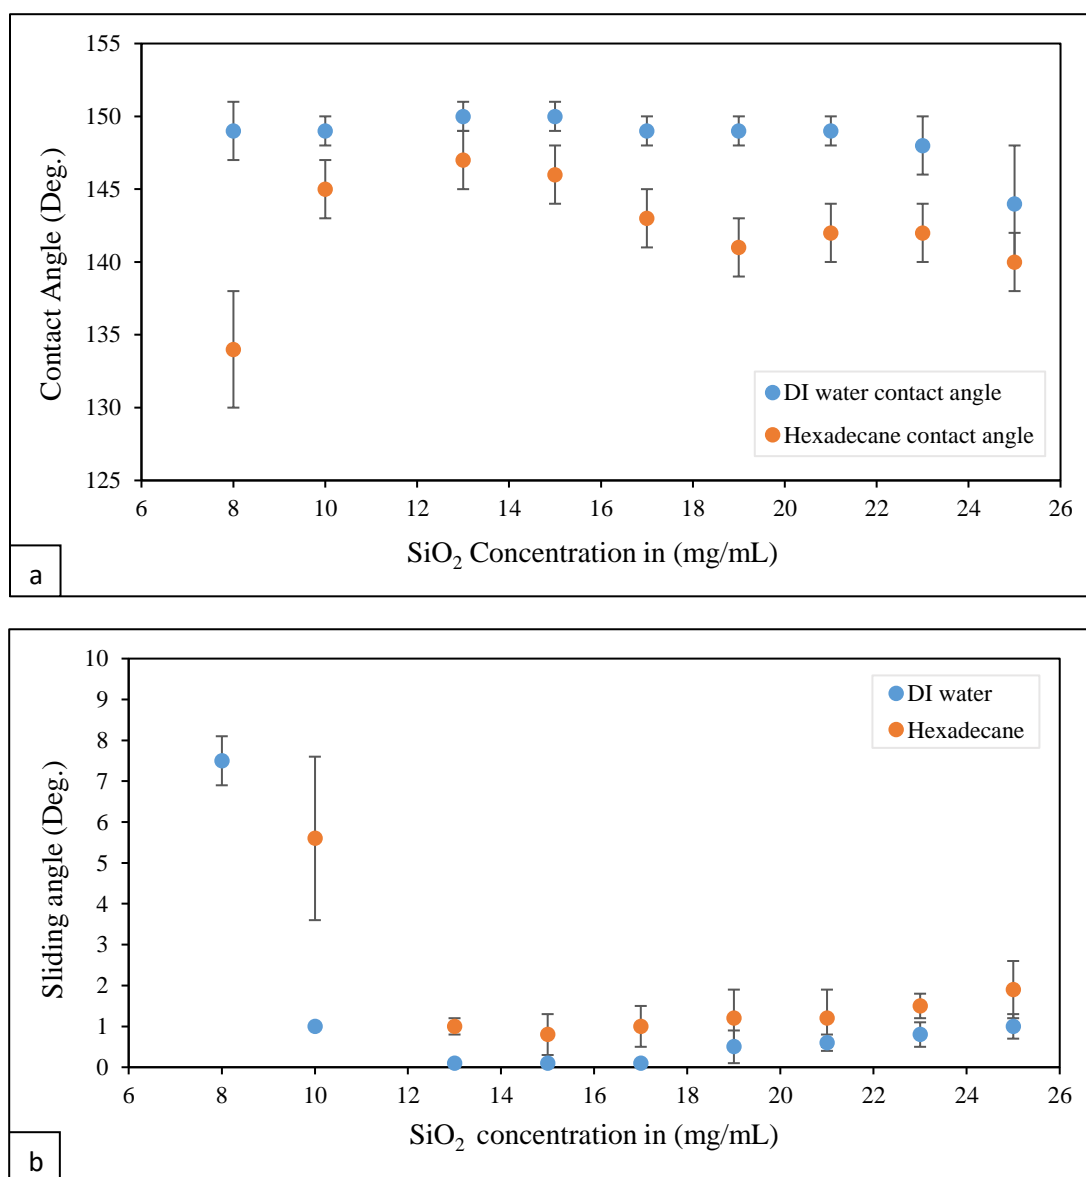 155
150
145
140
135
130
125
Contact Angle (Deg.)
DI water contact angle
Hexadecane contact angle
6 8 10 12 14 16 18 20 22 24 26
SiO₂ Concentration in (mg/mL)
a
10
9
8
7
6
5
4
3
2
1
0
Sliding angle (Deg.)
DI water
Hexadecane
6 8 10 12 14 16 18 20 22 24 26
SiO₂ concentration in (mg/mL)
b